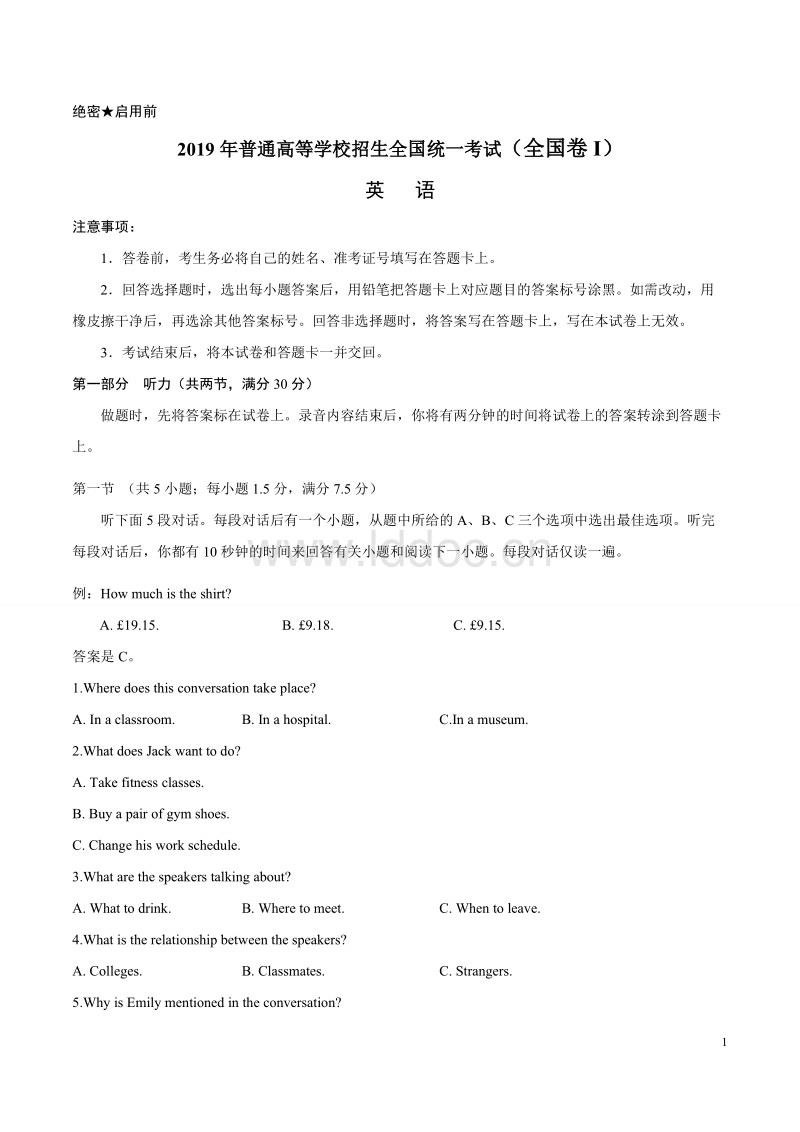 绝密★启用前
2019 年普通高等学校招生全国统一考试（全国卷 I）
英 语
注意事项：
1．答卷前，考生务必将自己的姓名、准考证号填写在答题卡上。
2．回答选择题时，选出每小题答案后，用铅笔把答题卡上对应题目的答案标号涂黑。如需改动，用
橡皮擦干净后，再选涂其他答案标号。回答非选择题时，将答案写在答题卡上，写在本试卷上无效。
3．考试结束后，将本试卷和答题卡一并交回。
第一部分 听力（共两节，满分 30 分）
做题时，先将答案标在试卷上。录音内容结束后，你将有两分钟的时间将试卷上的答案转涂到答题卡
上。
第一节 （共 5 小题；每小题 1.5 分，满分 7.5 分）
听下面 5 段对话。每段对话后有一个小题，从题中所给的 A、B、C 三个选项中选出最佳选项。听完
每段对话后，你都有 10 秒钟的时间来回答有关小题和阅读下一小题。每段对话仅读一遍。
www.lddoc.cn
例：How much is the shirt?
A. £19.15. B. £9.18. C. £9.15.
答案是 C。
1.Where does this conversation take place?
A. In a classroom. B. In a hospital. C.In a museum.
2.What does Jack want to do?
A. Take fitness classes.
B. Buy a pair of gym shoes.
C. Change his work schedule.
3.What are the speakers talking about?
A. What to drink. B. Where to meet. C. When to leave.
4.What is the relationship between the speakers?
A. Colleges. B. Classmates. C. Strangers.
5.Why is Emily mentioned in the conversation?
1